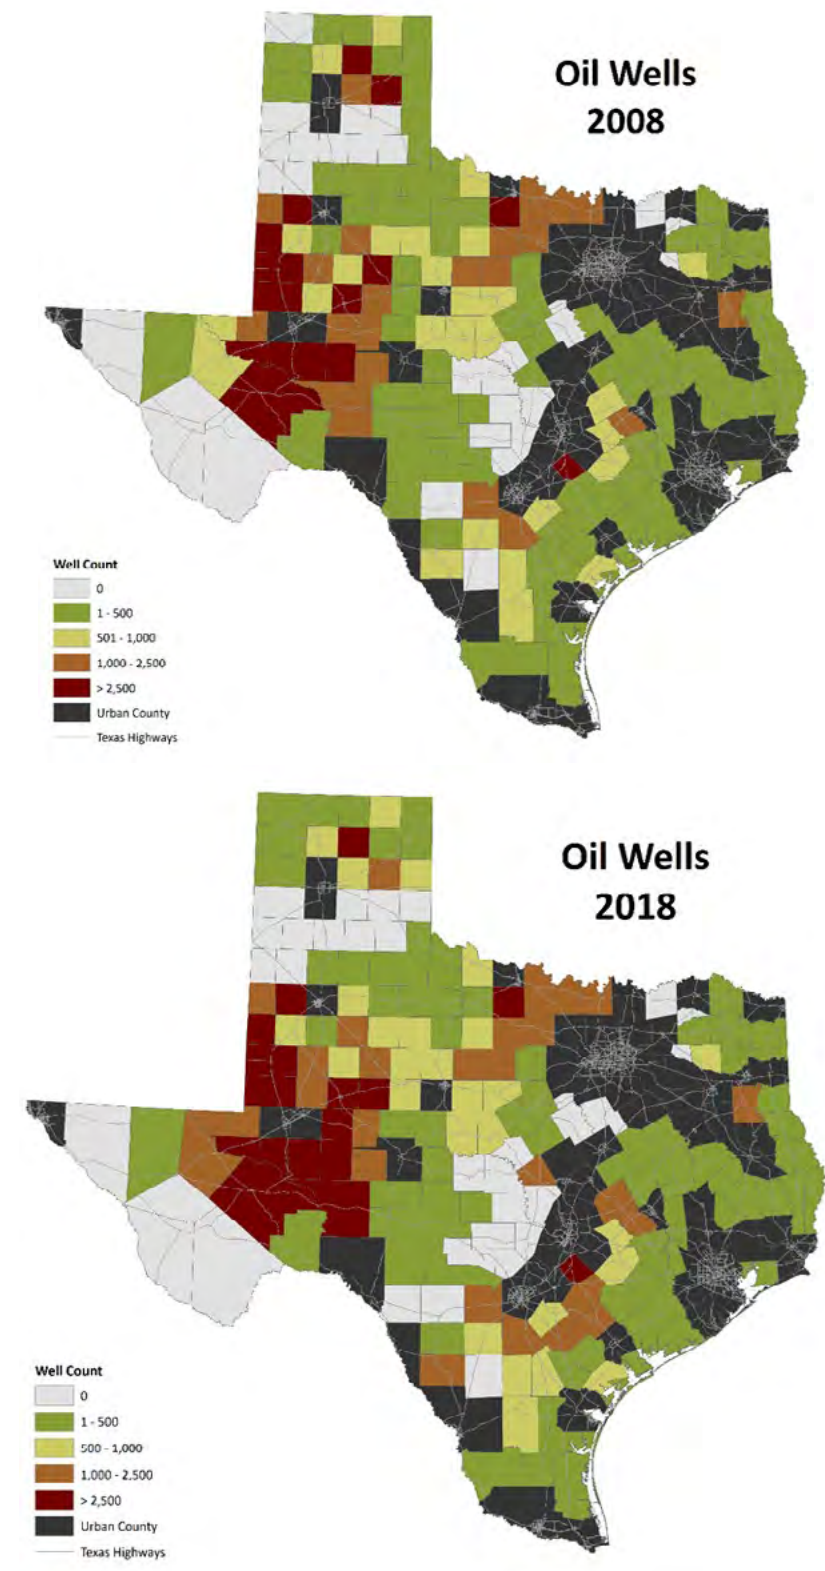 Oil Wells
2008
Well Count
0
1 - 500
501 - 1,000
1,000 - 2,500
> 2,500
Urban County
Texas Highways
Oil Wells
2018
Well Count
0
1 - 500
500 - 1,000
1,000 - 2,500
> 2,500
Urban County
Texas Highways